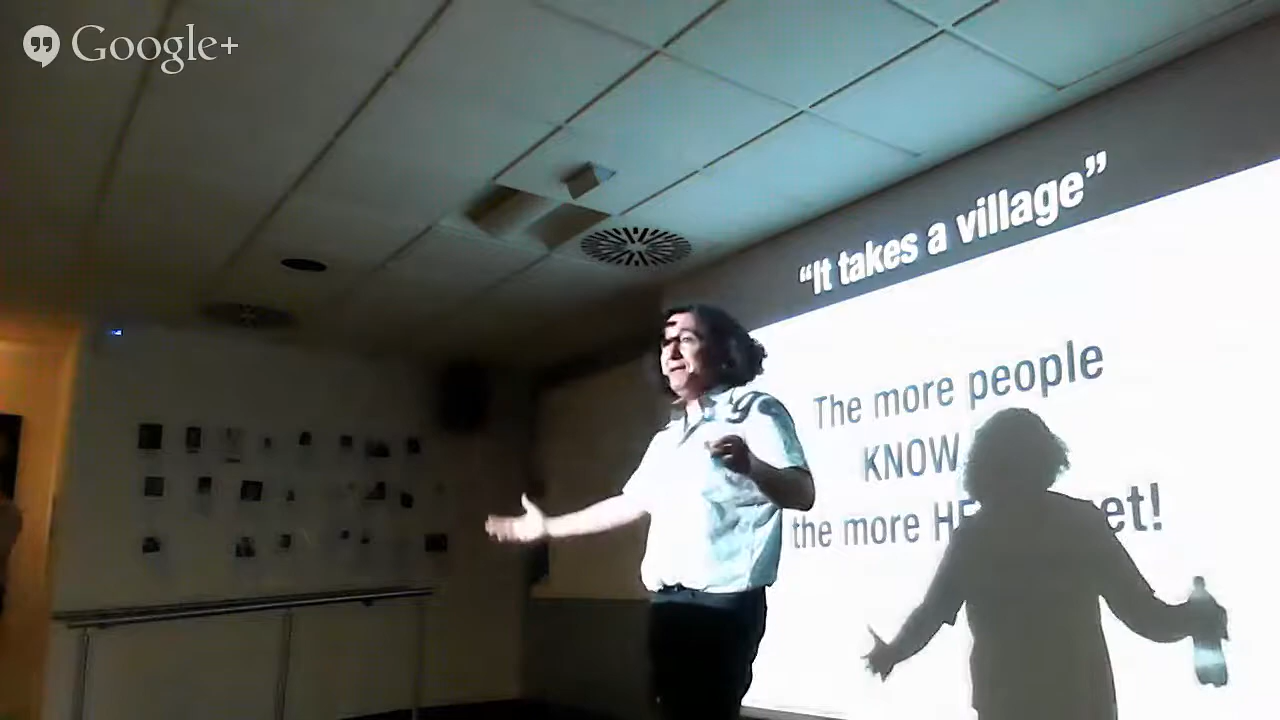 Google+
“It takes a village”
The more people
KNOW
the more
et!